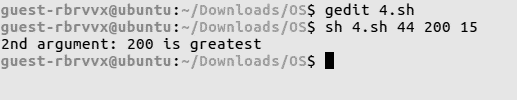 guest-rbrvvx@ubuntu:~/Downloads/OS$ gedit 4.sh
guest-rbrvvx@ubuntu:~/Downloads/OS$ sh 4.sh 44 200 15
2nd argument: 200 is greatest
guest-rbrvvx@ubuntu:~/Downloads/OS$